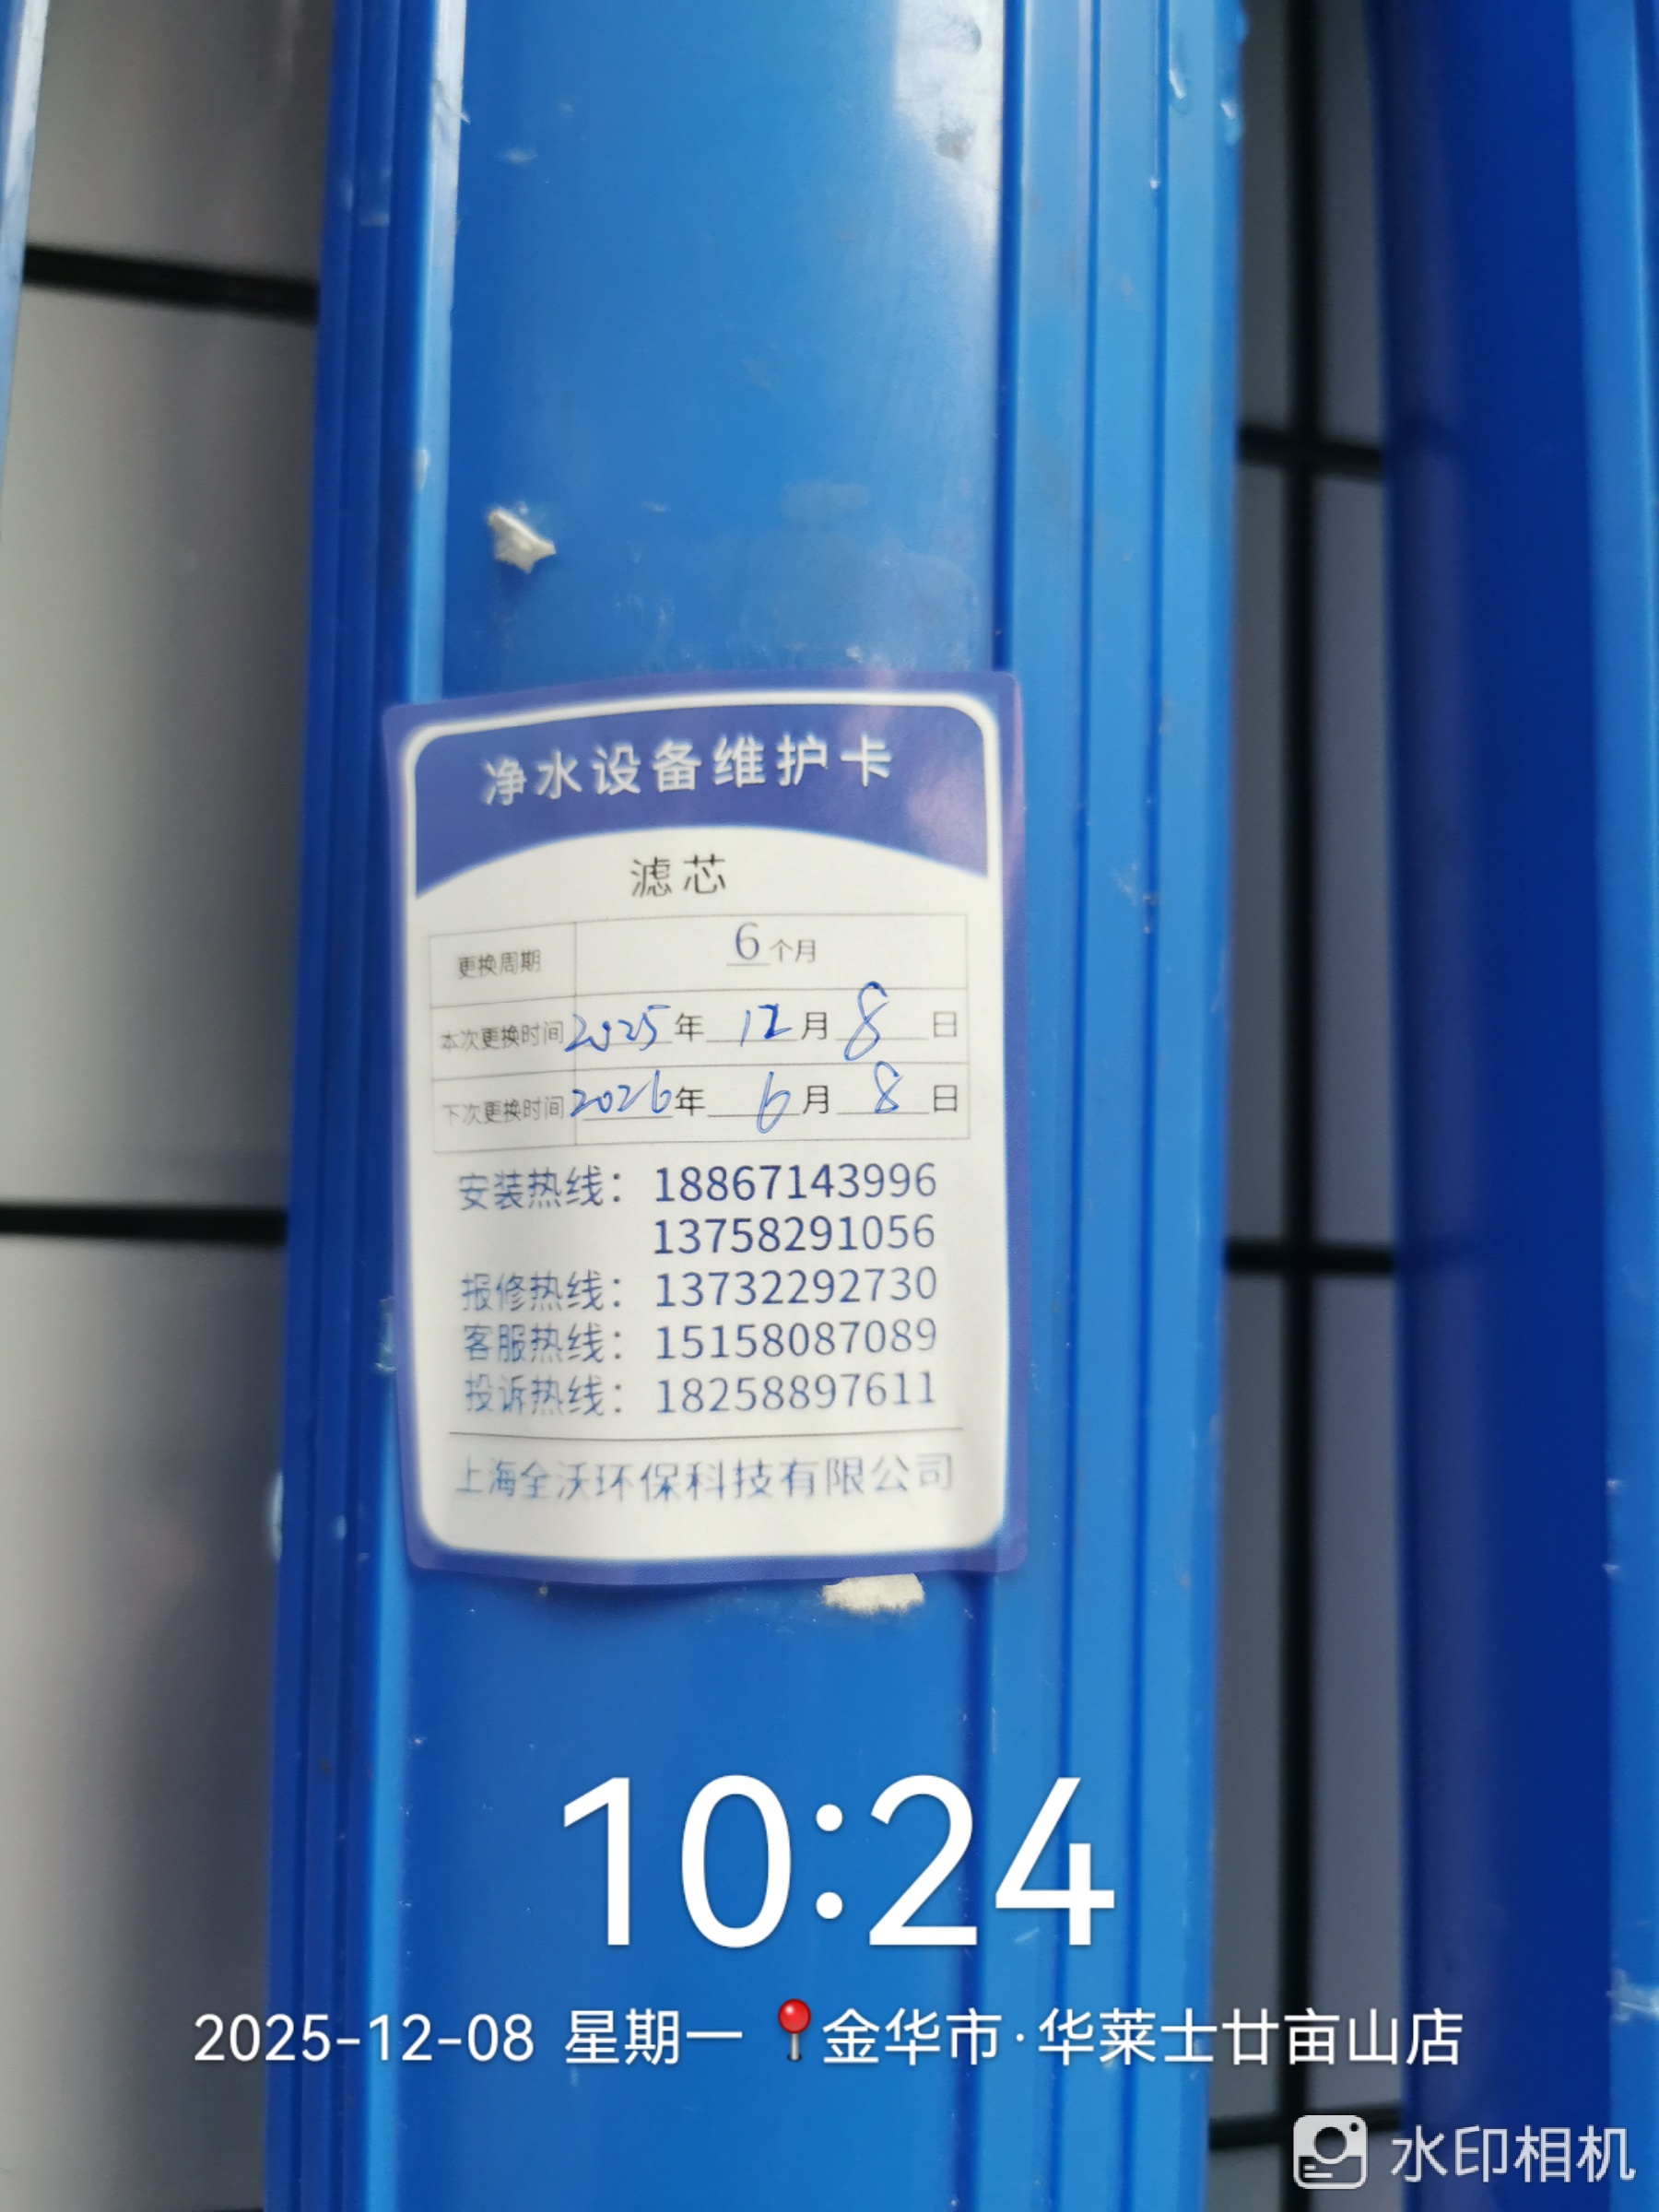 净水设备维护卡
滤芯
更换周期 6个月
本次更换时间 2025年 12月 8日
下次更换时间 2026年 6月 8日
安装热线：18867143996
13758291056
报修热线：13732292730
客服热线：15158087089
投诉热线：18258897611
上海全沃环保科技有限公司
10:24
2025-12-08 星期一 📍金华市·华莱士廿亩山店
水印相机